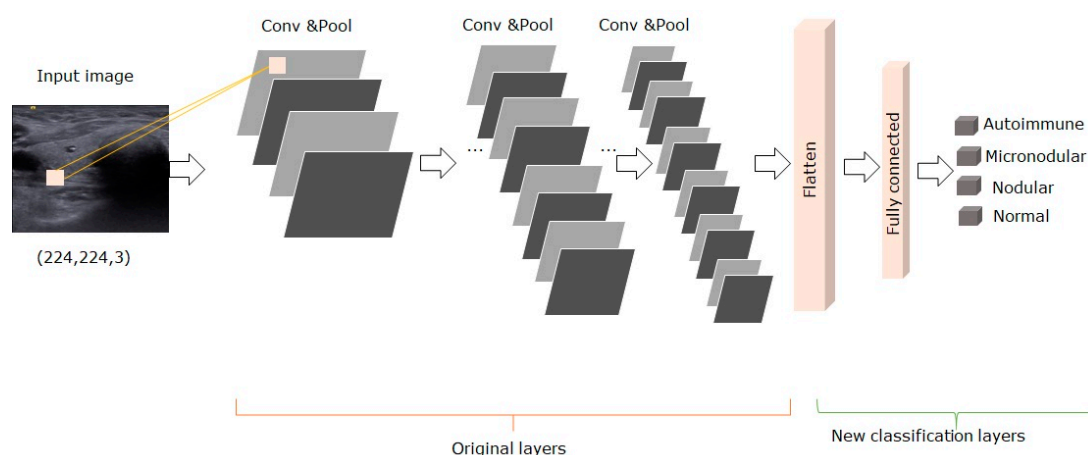 Conv &Pool
Conv &Pool
Conv &Pool
Input image
(224,224,3)
...
...
Flatten
Fully connected
Autoimmune
Micronodular
Nodular
Normal
Original layers
New classification layers